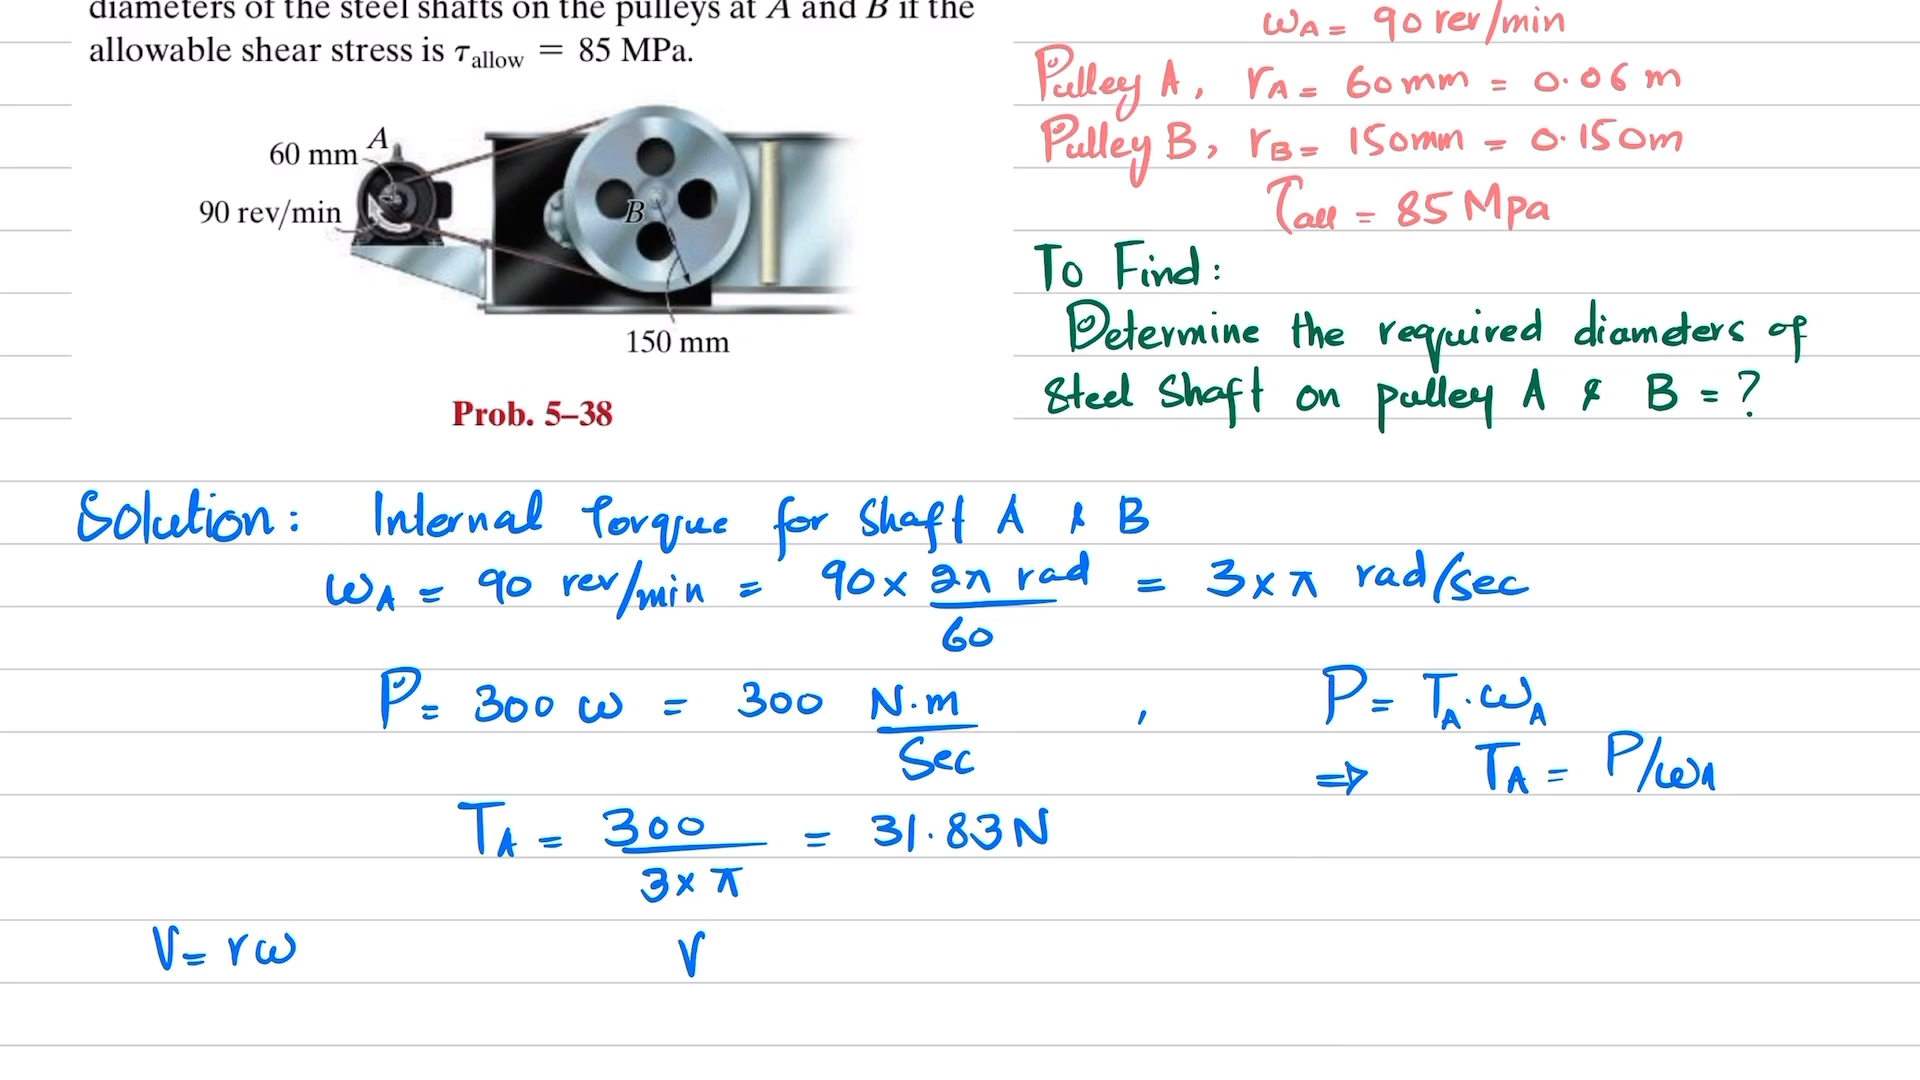 diameters of the steel shafts on the pulleys at A and B if the
allowable shear stress is τallow = 85 MPa.
60 mm
A
90 rev/min
B
150 mm
Prob. 5–38
ωA = 90 rev/min
Pulley A, rA = 60mm = 0.06 m
Pulley B, rB = 150mm = 0.150m
τall = 85 Mpa
To Find:
Determine the required diameters of
Steel Shaft on pulley A & B = ?
Solution: Internal Torque for Shaft A & B
ωA = 90 rev/min = 90 x 2π rad / 60 = 3 x π rad/sec
P = 300 ω = 300 N.m / Sec , P = TA.ωA
⇒ TA = P/ωA
TA = 300 / 3 x π = 31.83 N
V = rω V